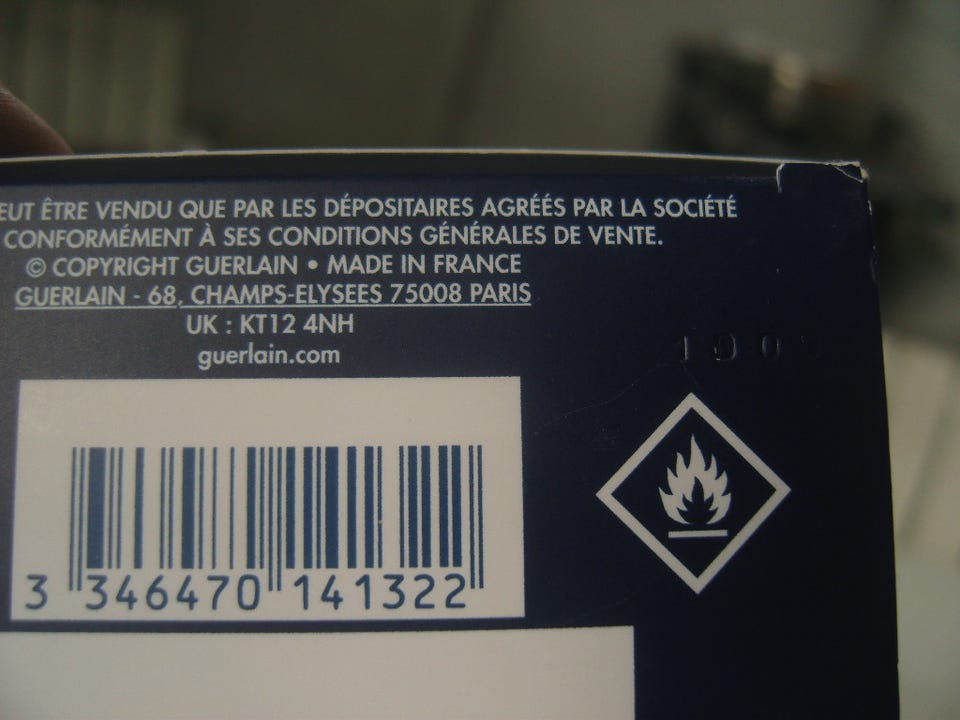 EUT ÊTRE VENDU QUE PAR LES DÉPOSITAIRES AGRÉÉS PAR LA SOCIÉTÉ
CONFORMÉMENT À SES CONDITIONS GÉNÉRALES DE VENTE.
© COPYRIGHT GUERLAIN • MADE IN FRANCE
GUERLAIN - 68, CHAMPS-ELYSEES 75008 PARIS
UK : KT12 4NH
guerlain.com
3 346470 141322